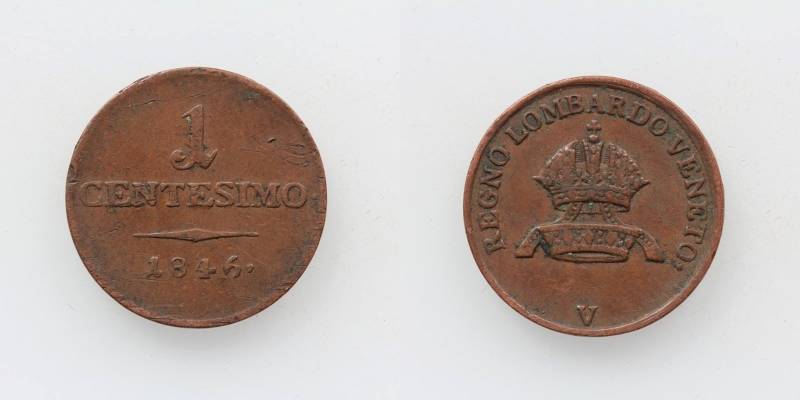 1
CENTESIMO
1846.
REGNO LOMBARDO VENETO.
V